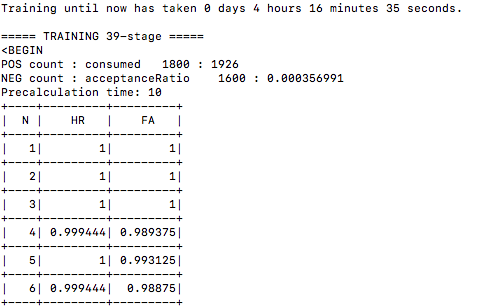 Training until now has taken 0 days 4 hours 16 minutes 35 seconds.

===== TRAINING 39-stage =====
<BEGIN
POS count : consumed   1800 : 1926
NEG count : acceptanceRatio    1600 : 0.000356991
Precalculation time: 10
+----+---------+---------+
|  N |    HR   |    FA   |
+----+---------+---------+
|   1|        1|        1|
+----+---------+---------+
|   2|        1|        1|
+----+---------+---------+
|   3|        1|        1|
+----+---------+---------+
|   4| 0.999444| 0.989375|
+----+---------+---------+
|   5|        1| 0.993125|
+----+---------+---------+
|   6| 0.999444|  0.98875|
+----+---------+---------+